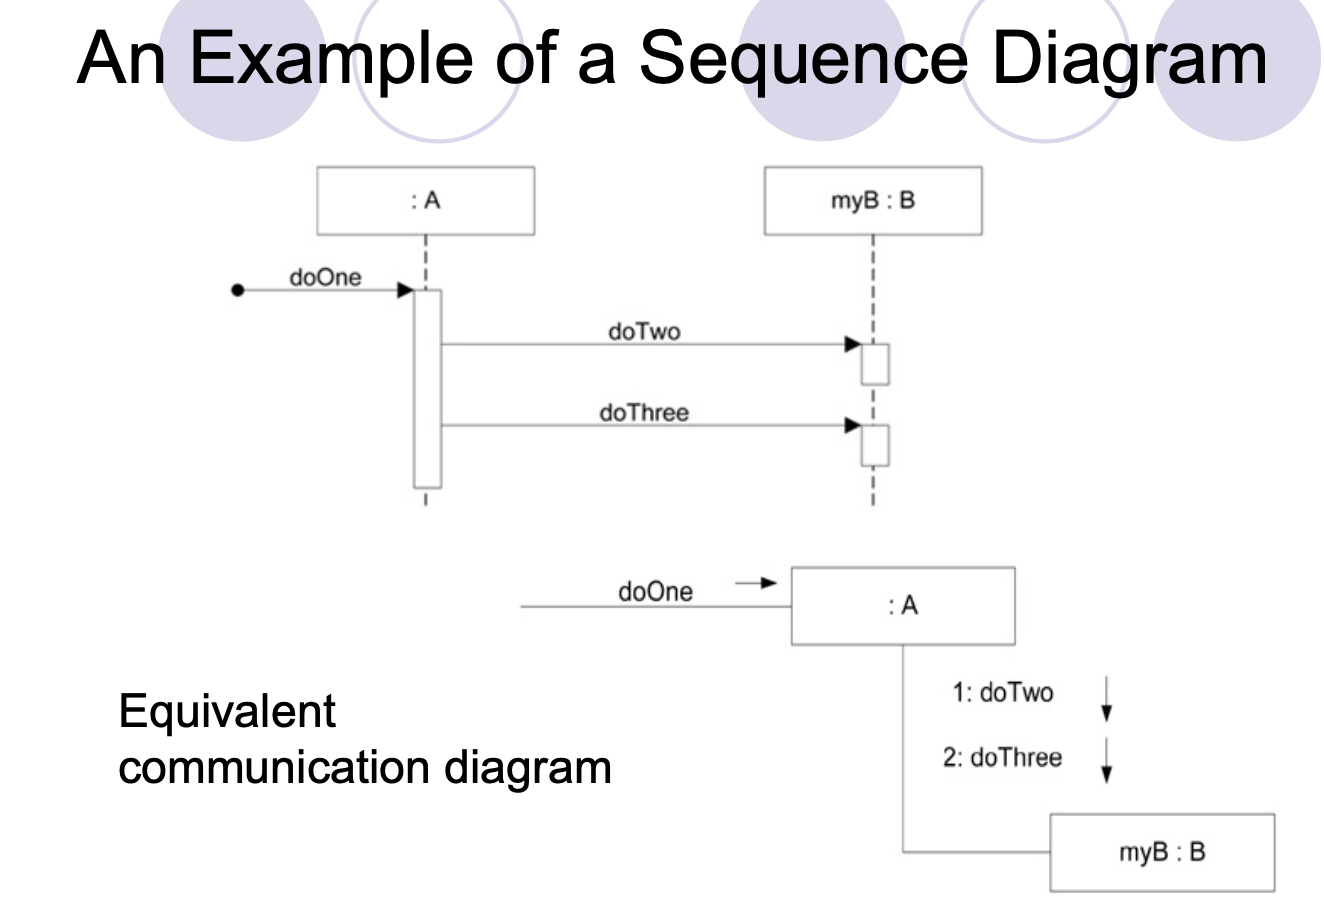 An Example of a Sequence Diagram
: A
myB : B
doOne
doTwo
doThree
doOne
: A
1: doTwo
2: doThree
Equivalent
communication diagram
myB : B